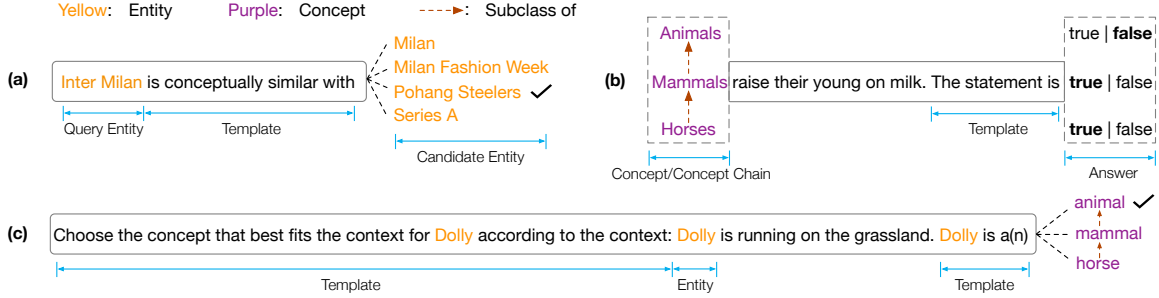 Yellow: Entity Purple: Concept : Subclass of
(a)
Inter Milan is conceptually similar with
Milan
Milan Fashion Week
Pohang Steelers
Series A
Query Entity
Template
Candidate Entity
(b)
Animals
Mammals
Horses
raise their young on milk. The statement is
true | false
true | false
true | false
Template
Concept/Concept Chain
Answer
(c)
Choose the concept that best fits the context for Dolly according to the context: Dolly is running on the grassland. Dolly is a(n)
animal
mammal
horse
Template
Entity
Template